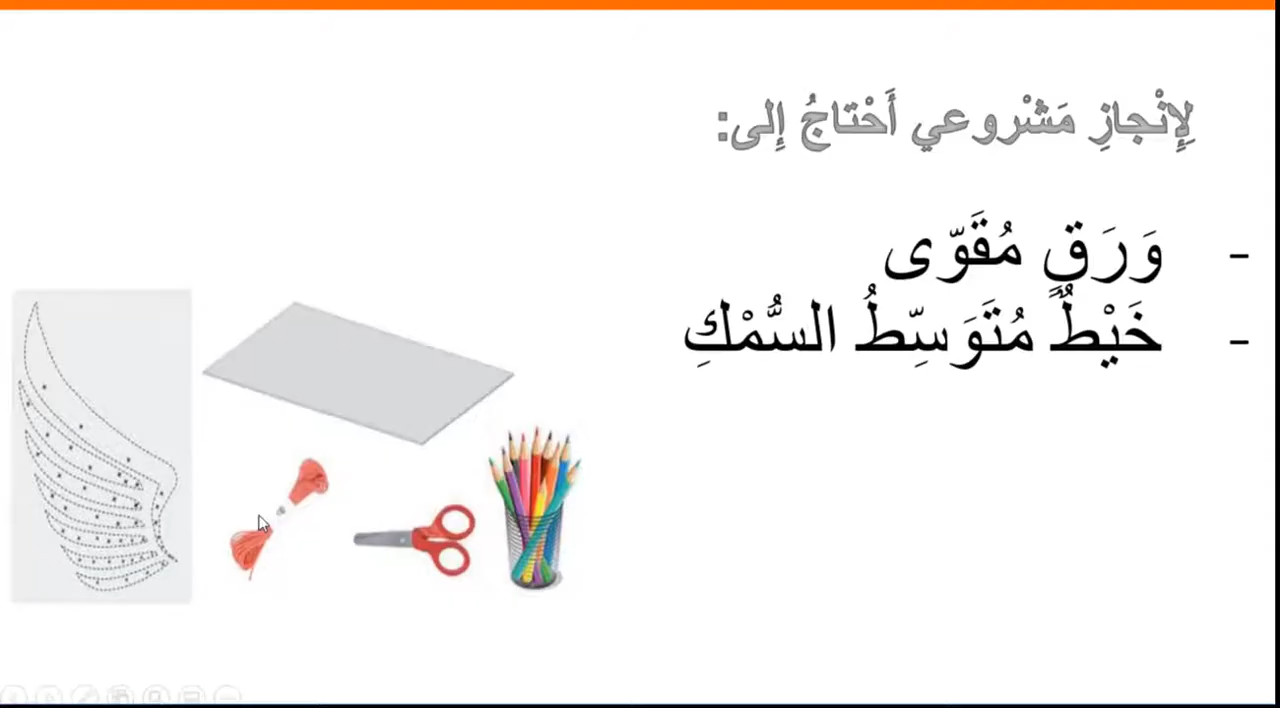 لِإِنْجازِ مَشْروعي أَحْتاجُ إِلى:
- وَرَقٍ مُقَوّى
- خَيْطٌ مُتَوَسِّطُ السُّمْكِ